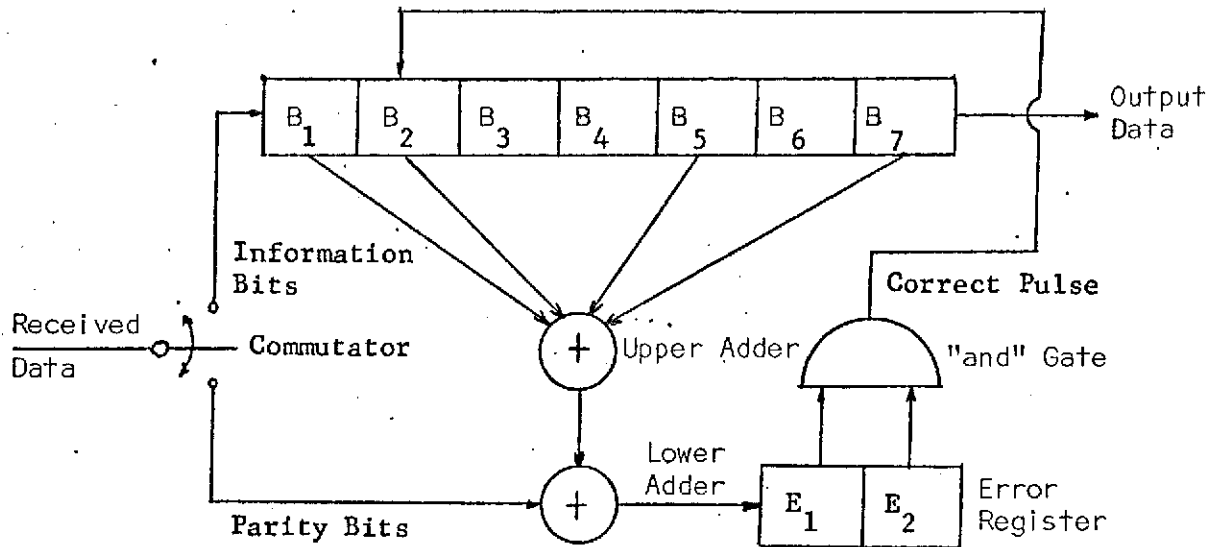 B1 B2 B3 B4 B5 B6 B7
Output
Data
Information
Bits
Correct Pulse
Received
Data
Commutator
+
Upper Adder
"and" Gate
Lower
Adder
+
E1 E2
Error
Register
Parity Bits